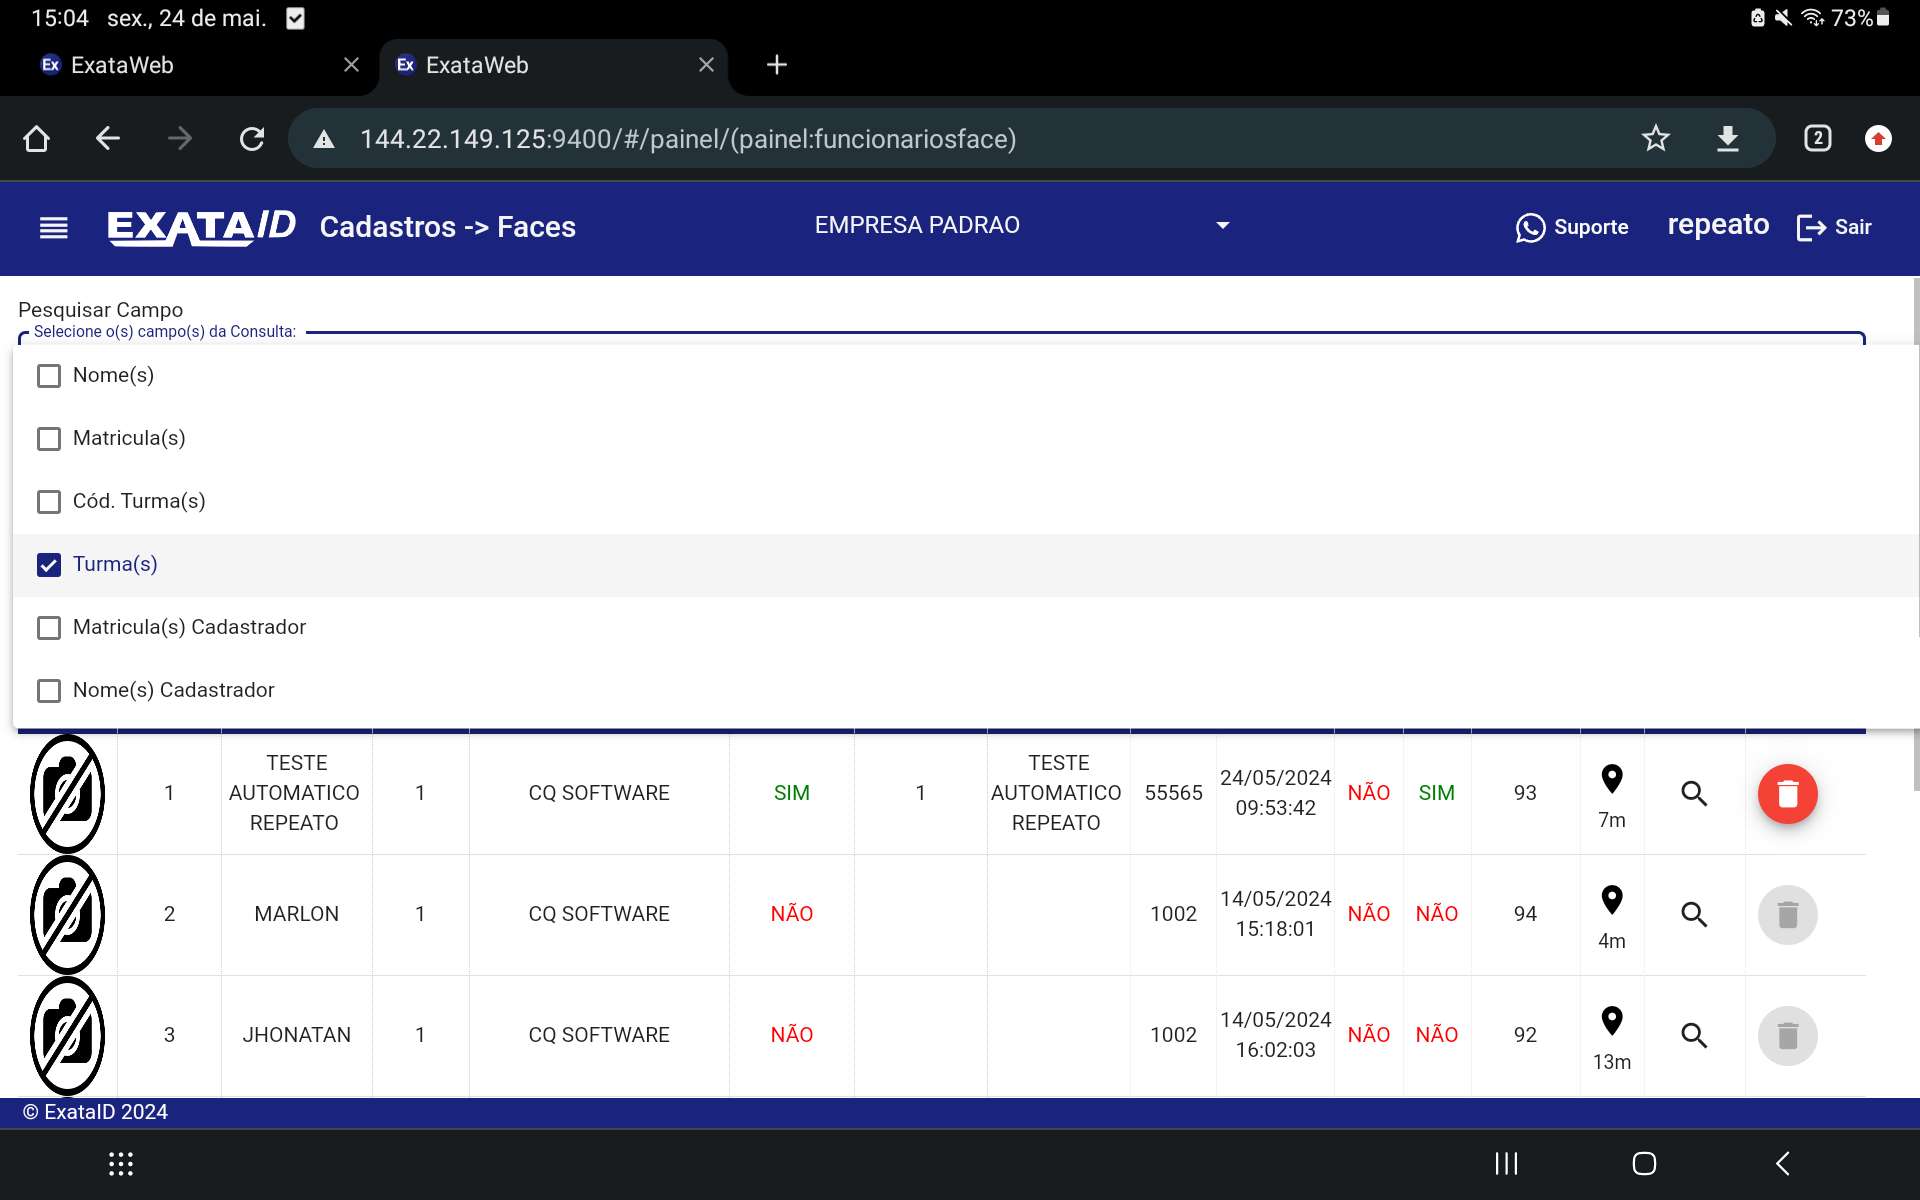 15:04 sex., 24 de mai. 73%
Ex ExataWeb Ex ExataWeb
144.22.149.125:9400/#/painel/(painel:funcionariosface) 2
EXATAID Cadastros -> Faces EMPRESA PADRAO Suporte repeato Sair
Pesquisar Campo
Selecione o(s) campo(s) da Consulta:
Nome(s)
Matricula(s)
Cód. Turma(s)
Turma(s)
Matricula(s) Cadastrador
Nome(s) Cadastrador
1 TESTE AUTOMATICO REPEATO 1 CQ SOFTWARE SIM 1 TESTE AUTOMATICO REPEATO 55565 24/05/2024 09:53:42 NÃO SIM 93 7m
2 MARLON 1 CQ SOFTWARE NÃO 1002 14/05/2024 15:18:01 NÃO NÃO 94 4m
3 JHONATAN 1 CQ SOFTWARE NÃO 1002 14/05/2024 16:02:03 NÃO NÃO 92 13m
© ExataID 2024